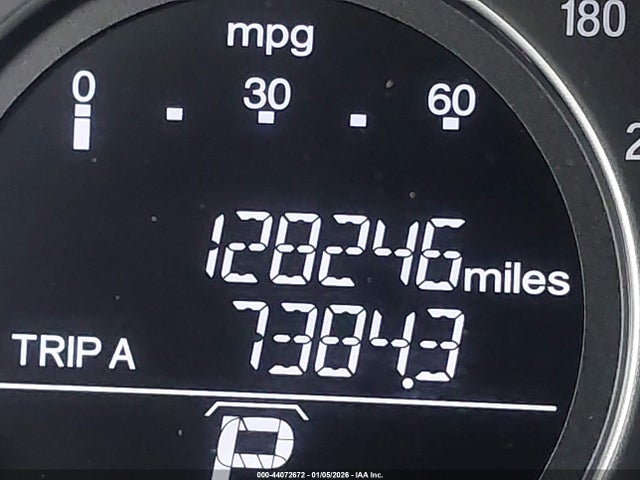 180
mpg
0 30 60
128246 miles
TRIP A 7384.3
P
000-44072672 - 01/05/2026 - IAA Inc.